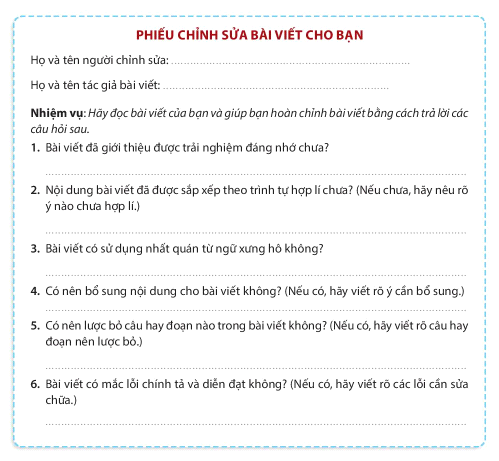 PHIẾU CHỈNH SỬA BÀI VIẾT CHO BẠN
Họ và tên người chỉnh sửa: ............................................................................
Họ và tên tác giả bài viết: ............................................................................
Nhiệm vụ: Hãy đọc bài viết của bạn và giúp bạn hoàn chỉnh bài viết bằng cách trả lời các
câu hỏi sau.
1. Bài viết đã giới thiệu được trải nghiệm đáng nhớ chưa?
2. Nội dung bài viết đã được sắp xếp theo trình tự hợp lí chưa? (Nếu chưa, hãy nêu rõ
ý nào chưa hợp lí.)
3. Bài viết có sử dụng nhất quán từ ngữ xưng hô không?
4. Có nên bổ sung nội dung cho bài viết không? (Nếu có, hãy viết rõ ý cần bổ sung.)
5. Có nên lược bỏ câu hay đoạn nào trong bài viết không? (Nếu có, hãy viết rõ câu hay
đoạn nên lược bỏ.)
6. Bài viết có mắc lỗi chính tả và diễn đạt không? (Nếu có, hãy viết rõ các lỗi cần sửa
chữa.)